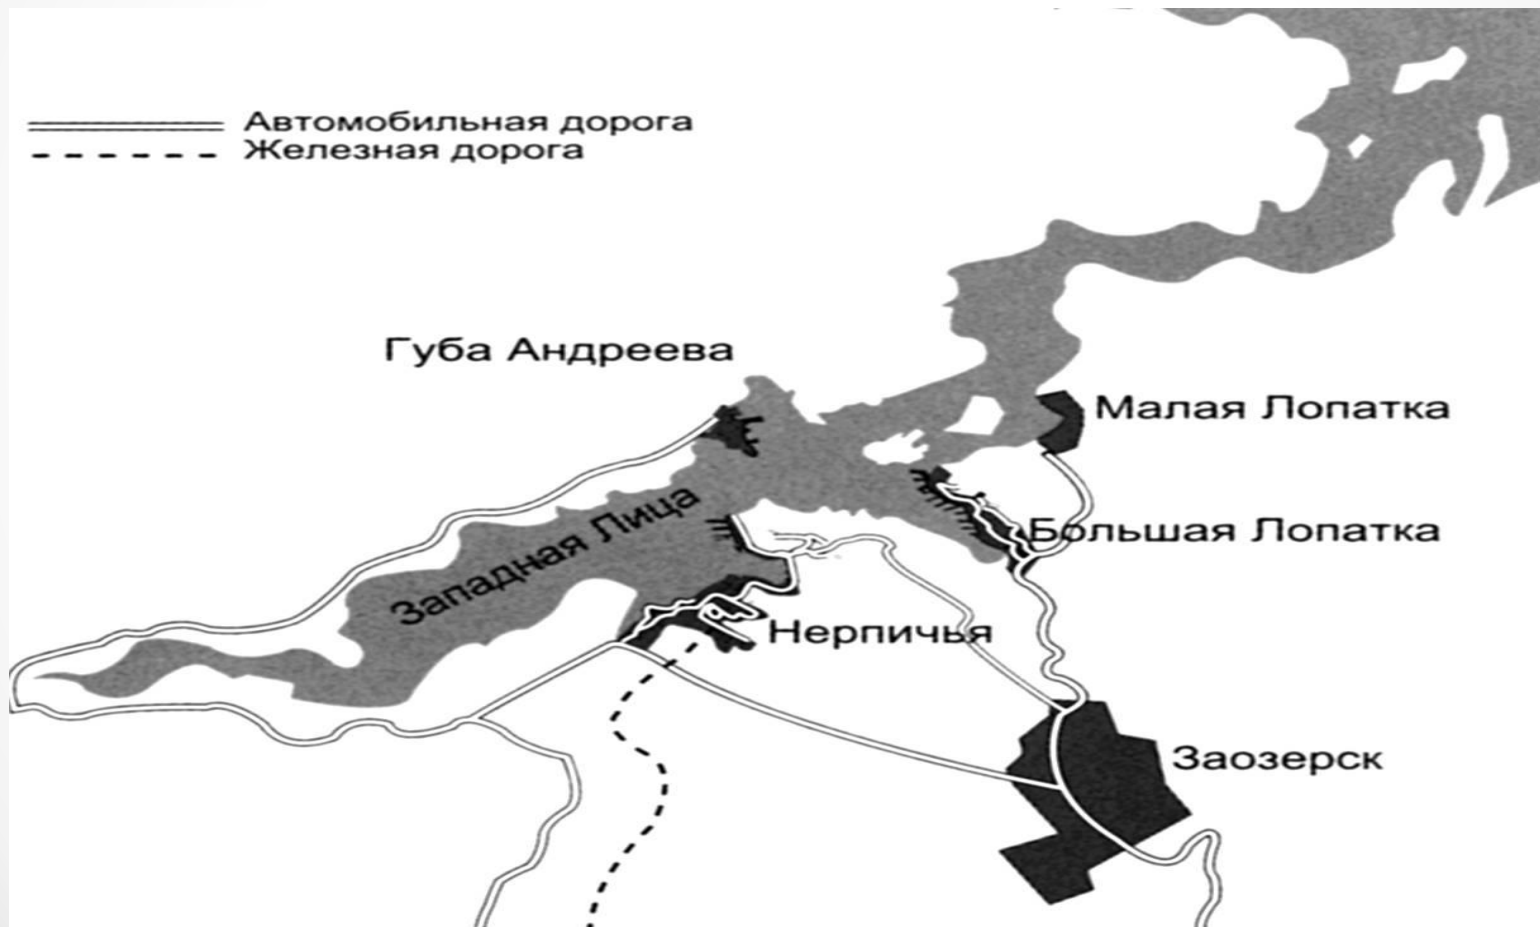 Автомобильная дорога
Железная дорога
Губа Андреева
Малая Лопатка
Западная Лица
Большая Лопатка
Нерпичья
Заозерск